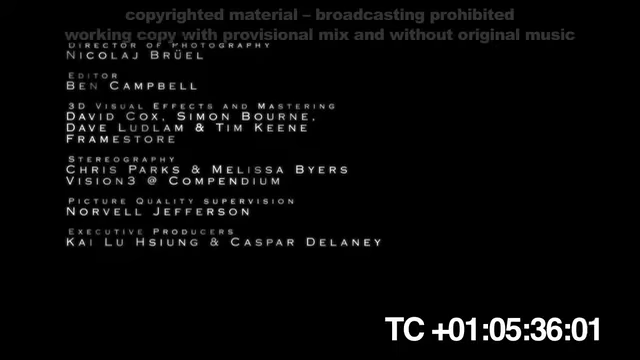 copyrighted material – broadcasting prohibited
working copy with provisional mix and without original music
Director of Photography
Nicolaj Brüel
Editor
Ben Campbell
3D Visual Effects and Mastering
David Cox, Simon Bourne,
Dave Ludlam & Tim Keene
Framestore
Stereography
Chris Parks & Melissa Byers
Vision3 @ Compendium
Picture Quality supervision
Norvell Jefferson
Executive Producers
Kai Lu Hsiung & Caspar Delaney
TC +01:05:36:01